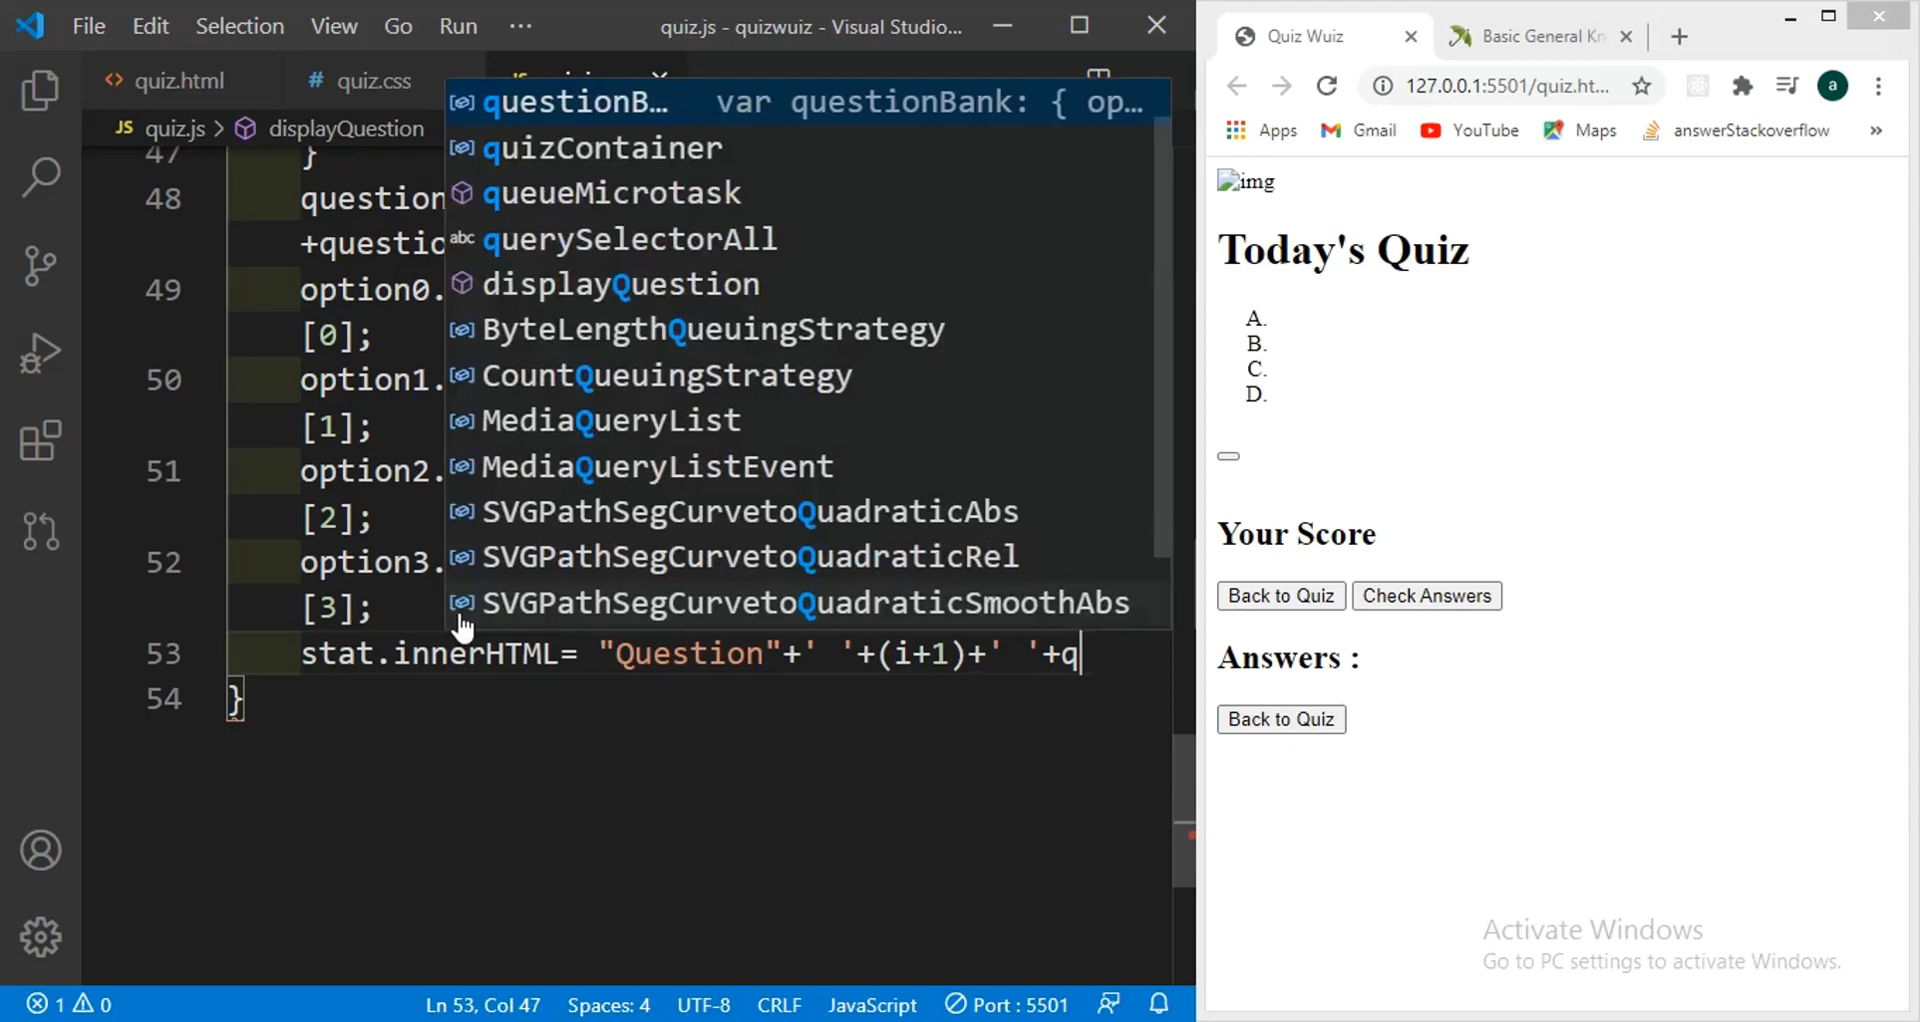 File Edit Selection View Go Run ··· quiz.js - quizwuiz - Visual Studio...
<> quiz.html # quiz.css
JS quiz.js > displayQuestion
47 }
48 question
+questio
49 option0.
[0];
50 option1.
[1];
51 option2.
[2];
52 option3.
[3];
53 stat.innerHTML= "Question"+' '+(i+1)+' '+q
54 }
questionB... var questionBank: { op...
quizContainer
queueMicrotask
abc querySelectorAll
displayQuestion
ByteLengthQueuingStrategy
CountQueuingStrategy
MediaQueryList
MediaQueryListEvent
SVGPathSegCurvetoQuadraticAbs
SVGPathSegCurvetoQuadraticRel
SVGPathSegCurvetoQuadraticSmoothAbs
1 0 Ln 53, Col 47 Spaces: 4 UTF-8 CRLF JavaScript Port : 5501
Quiz Wuiz Basic General Kn
127.0.0.1:5501/quiz.ht... a
Apps Gmail YouTube Maps answerStackoverflow »
img
Today's Quiz
A.
B.
C.
D.
Your Score
Back to Quiz Check Answers
Answers :
Back to Quiz
Activate Windows
Go to PC settings to activate Windows.